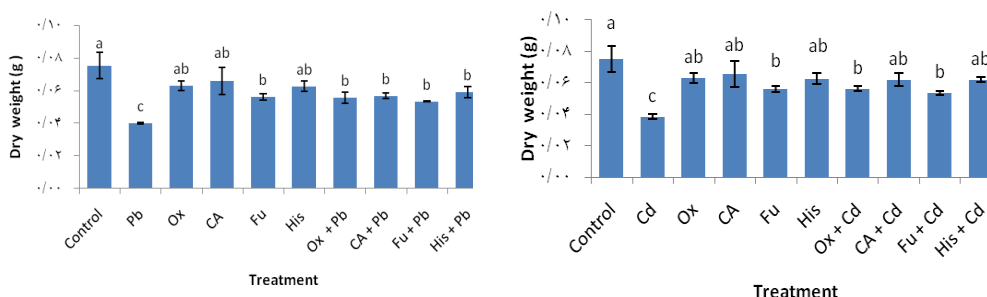 Dry weight (g )
۰/۱۰
۰/۰۸
۰/۰۶
۰/۰۴
۰/۰۲
۰/۰۰
a c ab ab b ab b b b b
Control Pb Ox CA Fu His Ox + Pb CA + Pb Fu + Pb His + Pb
Treatment
Dry weight (g)
۰/۱۰
۰/۰۸
۰/۰۶
۰/۰۴
۰/۰۲
۰/۰۰
a c ab ab b ab b ab b ab
Control Cd Ox CA Fu His Ox + Cd CA + Cd Fu + Cd His + Cd
Treatment